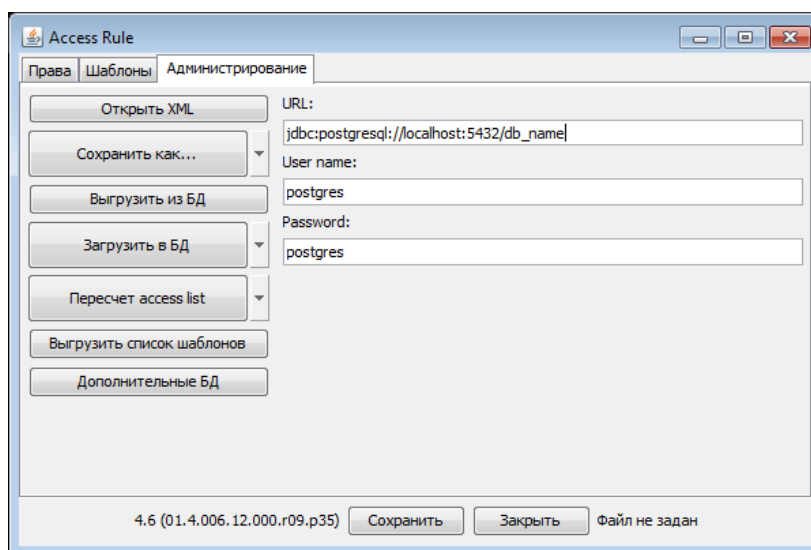 Access Rule
Права Шаблоны Администрирование
Открыть XML
Сохранить как...
Выгрузить из БД
Загрузить в БД
Пересчет access list
Выгрузить список шаблонов
Дополнительные БД
URL:
jdbc:postgresql://localhost:5432/db_name
User name:
postgres
Password:
postgres
4.6 (01.4.006.12.000.r09.p35) Сохранить Закрыть Файл не задан